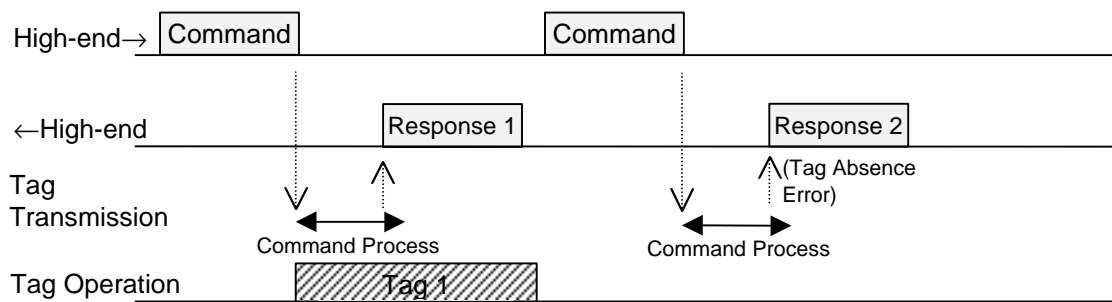 High-end→ Command Command
←High-end Response 1 Response 2
(Tag Absence
Error)
Tag
Transmission
Command Process Command Process
Tag Operation Tag 1